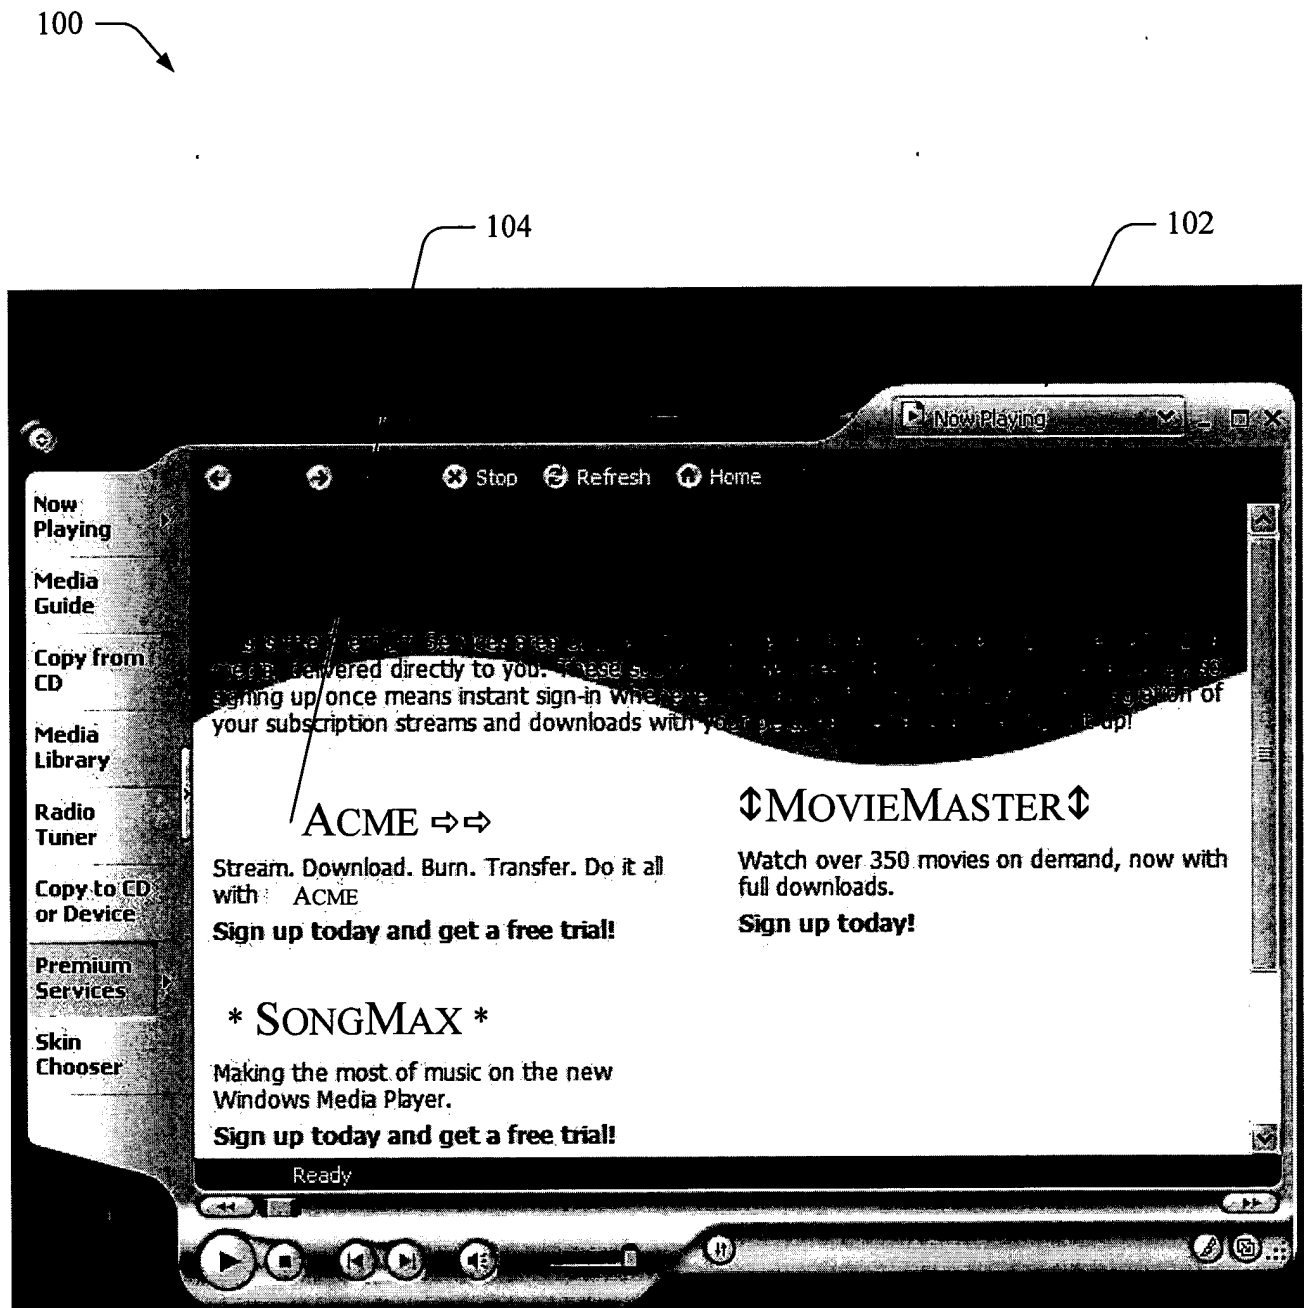 100
104
102
Now Playing
Stop Refresh Home
Now
Playing
Media
Guide
Copy from
CD
Media
Library
Radio
Tuner
Copy to CD
or Device
Premium
Services
Skin
Chooser
delivered directly to you. These
signing up once means instant sign-in of
your subscription streams and downloads with up!
ACME ⇨⇨
Stream. Download. Burn. Transfer. Do it all
with ACME
Sign up today and get a free trial!
⇕MOVIEMASTER⇕
Watch over 350 movies on demand, now with
full downloads.
Sign up today!
* SONGMAX *
Making the most of music on the new
Windows Media Player.
Sign up today and get a free trial!
Ready